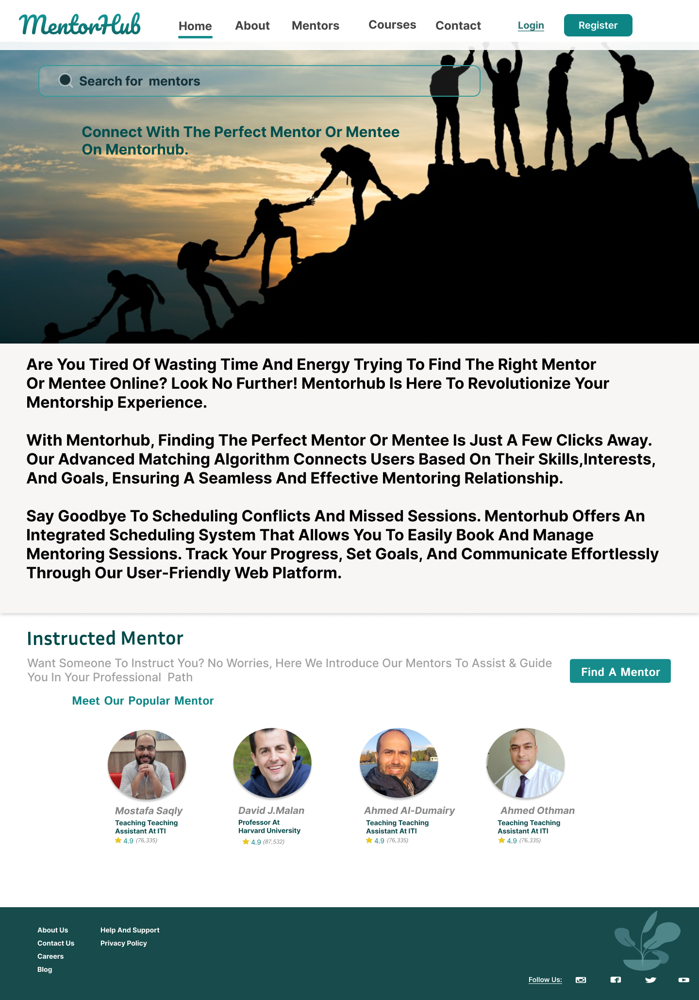 MentorHub
Home About Mentors Courses Contact Login Register
Search for mentors
Connect With The Perfect Mentor Or Mentee
On Mentorhub.
Are You Tired Of Wasting Time And Energy Trying To Find The Right Mentor
Or Mentee Online? Look No Further! Mentorhub Is Here To Revolutionize Your
Mentorship Experience.
With Mentorhub, Finding The Perfect Mentor Or Mentee Is Just A Few Clicks Away.
Our Advanced Matching Algorithm Connects Users Based On Their Skills,Interests,
And Goals, Ensuring A Seamless And Effective Mentoring Relationship.
Say Goodbye To Scheduling Conflicts And Missed Sessions. Mentorhub Offers An
Integrated Scheduling System That Allows You To Easily Book And Manage
Mentoring Sessions. Track Your Progress, Set Goals, And Communicate Effortlessly
Through Our User-Friendly Web Platform.
Instructed Mentor
Want Someone To Instruct You? No Worries, Here We Introduce Our Mentors To Assist & Guide
You In Your Professional Path
Find A Mentor
Meet Our Popular Mentor
Mostafa Saqly
Teaching Teaching
Assistant At ITI
4.9 (76,335)
David J.Malan
Professor At
Harvard University
4.9 (87,532)
Ahmed Al-Dumairy
Teaching Teaching
Assistant At ITI
4.9 (76,335)
Ahmed Othman
Teaching Teaching
Assistant At ITI
4.9 (76,335)
About Us
Contact Us
Careers
Blog
Help And Support
Privacy Policy
Follow Us: